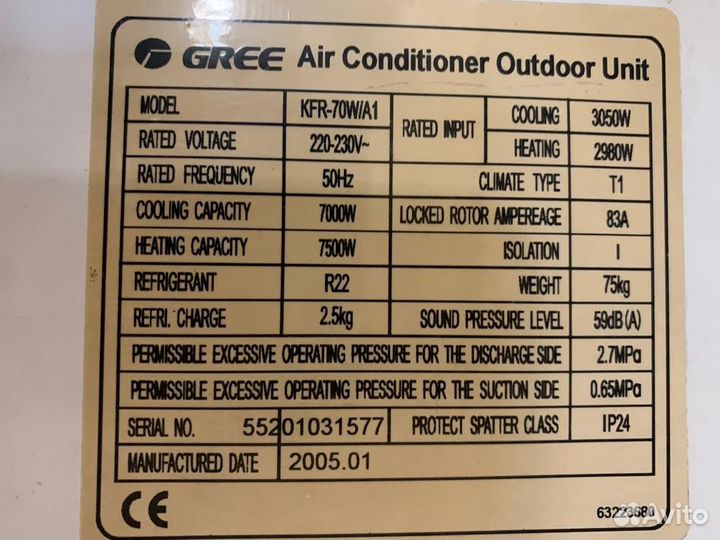 GREE Air Conditioner Outdoor Unit
MODEL KFR-70W/A1 RATED INPUT COOLING 3050W
RATED VOLTAGE 220-230V~ HEATING 2980W
RATED FREQUENCY 50Hz CLIMATE TYPE T1
COOLING CAPACITY 7000W LOCKED ROTOR AMPEREAGE 83A
HEATING CAPACITY 7500W ISOLATION I
REFRIGERANT R22 WEIGHT 75kg
REFRI. CHARGE 2.5kg SOUND PRESSURE LEVEL 59dB(A)
PERMISSIBLE EXCESSIVE OPERATING PRESSURE FOR THE DISCHARGE SIDE 2.7MPa
PERMISSIBLE EXCESSIVE OPERATING PRESSURE FOR THE SUCTION SIDE 0.65MPa
SERIAL NO. 55201031577 PROTECT SPATTER CLASS IP24
MANUFACTURED DATE 2005.01
CE 63223680
Avito